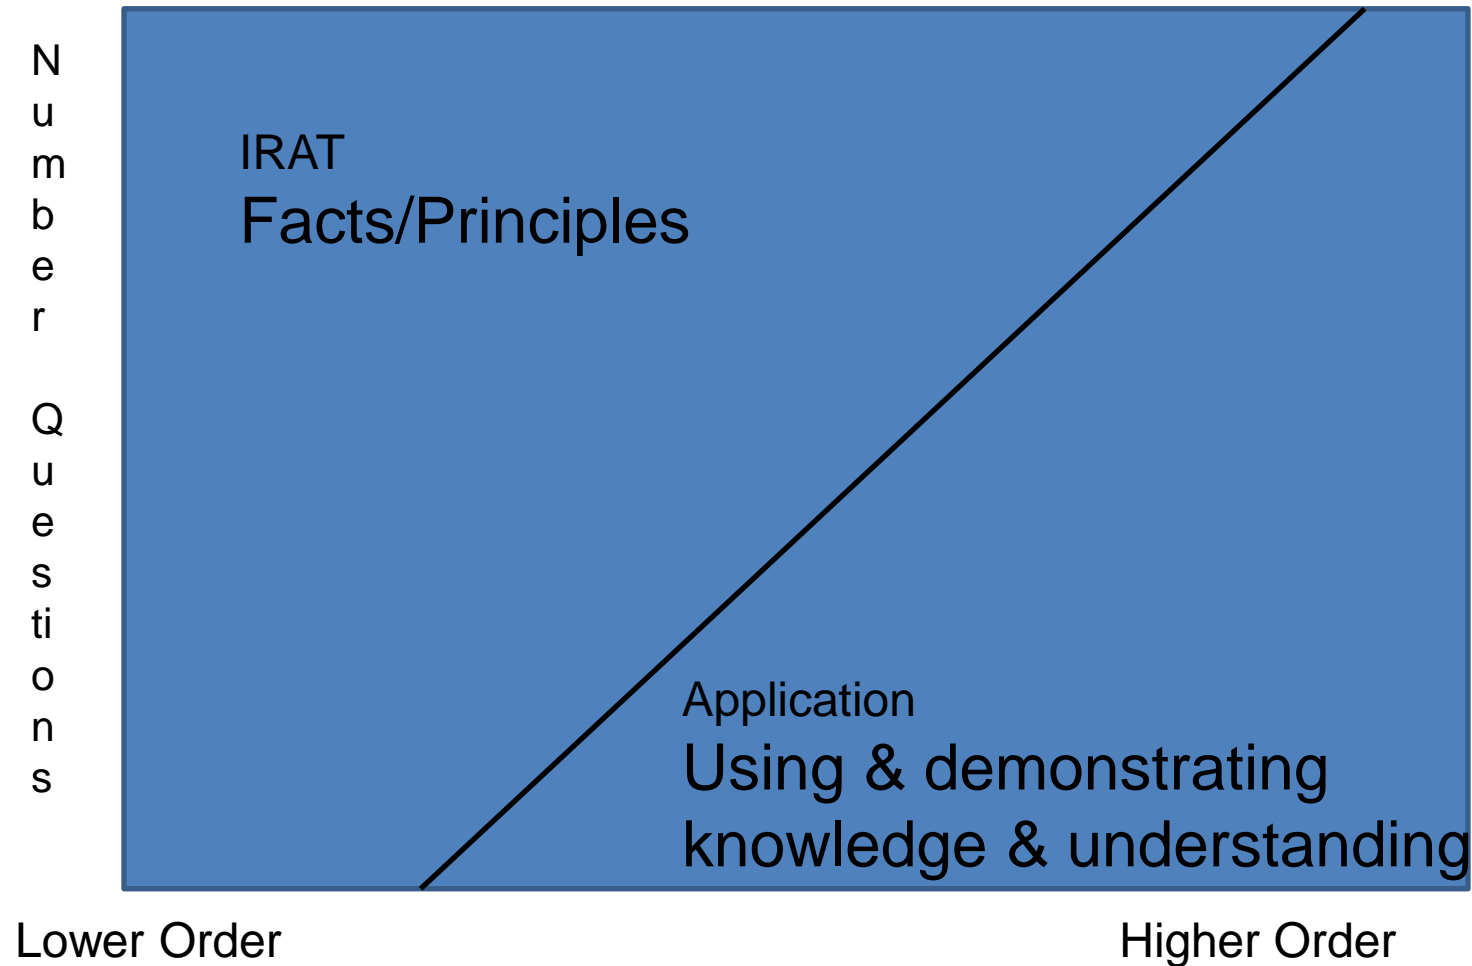 Number Questions
IRAT
Facts/Principles
Application
Using & demonstrating
knowledge & understanding
Lower Order
Higher Order